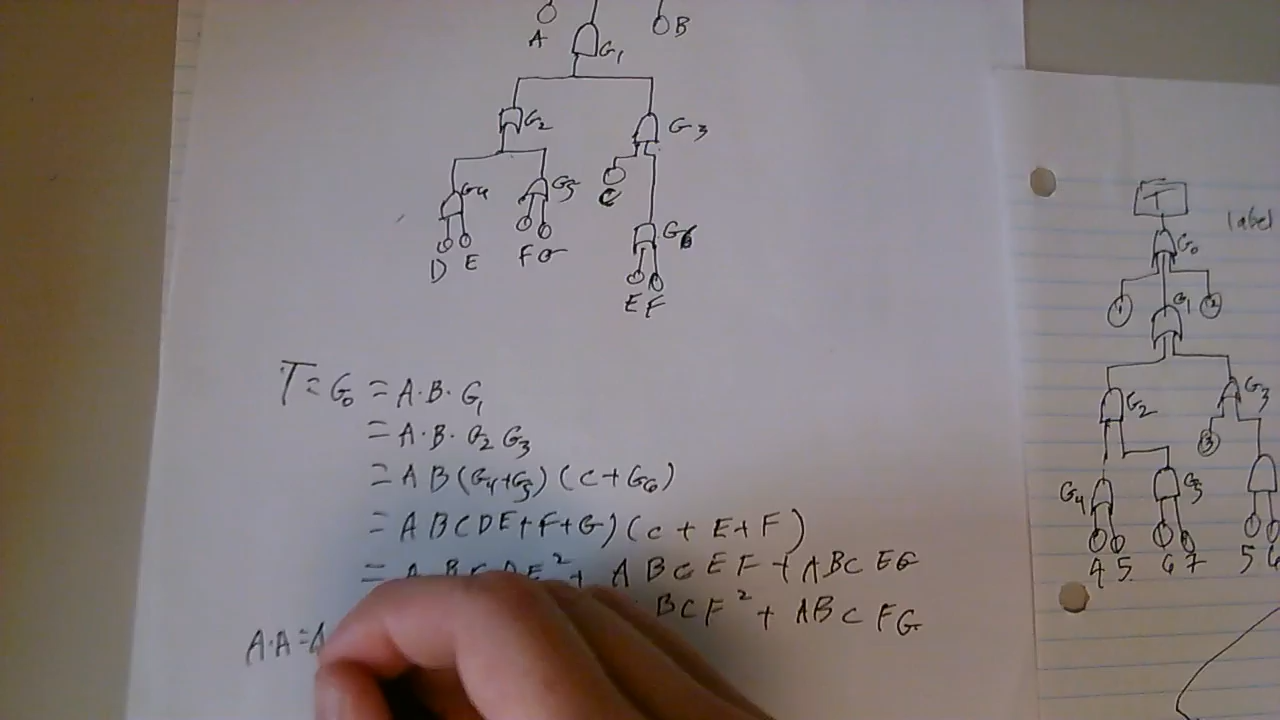 A B
G1
G2 G3
G4 G5 C
D E F G G6
E F
T = G0 = A·B·G1
= A·B·G2 G3
= A B (G4+G5) (C + G6)
= A B C D E + F + G) (C + E + F)
E² + A B C E F + A B C E G
B C F² + A B C F G
A·A =
T
label
G0
1 2
G1
G2 G3
3
G4 G5
4 5 6 7 5 6